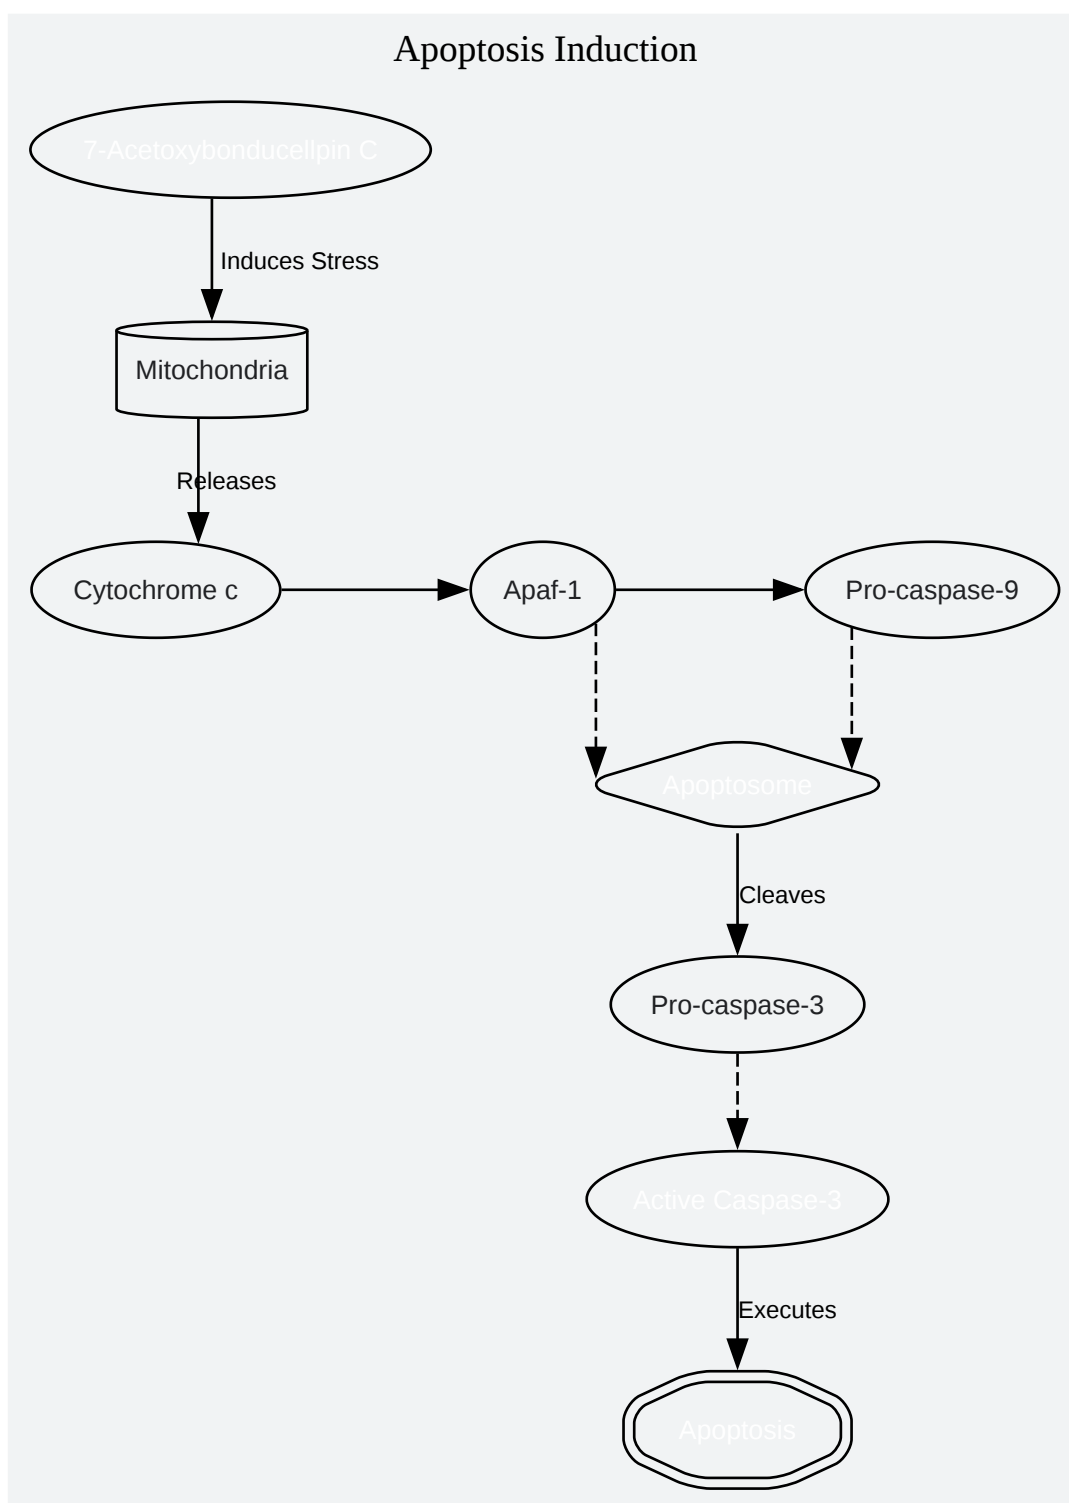 Apoptosis Induction
7-Acetoxybonducellpin C
Induces Stress
Mitochondria
Releases
Cytochrome c
Apaf-1
Pro-caspase-9
Apoptosome
Cleaves
Pro-caspase-3
Active Caspase-3
Executes
Apoptosis